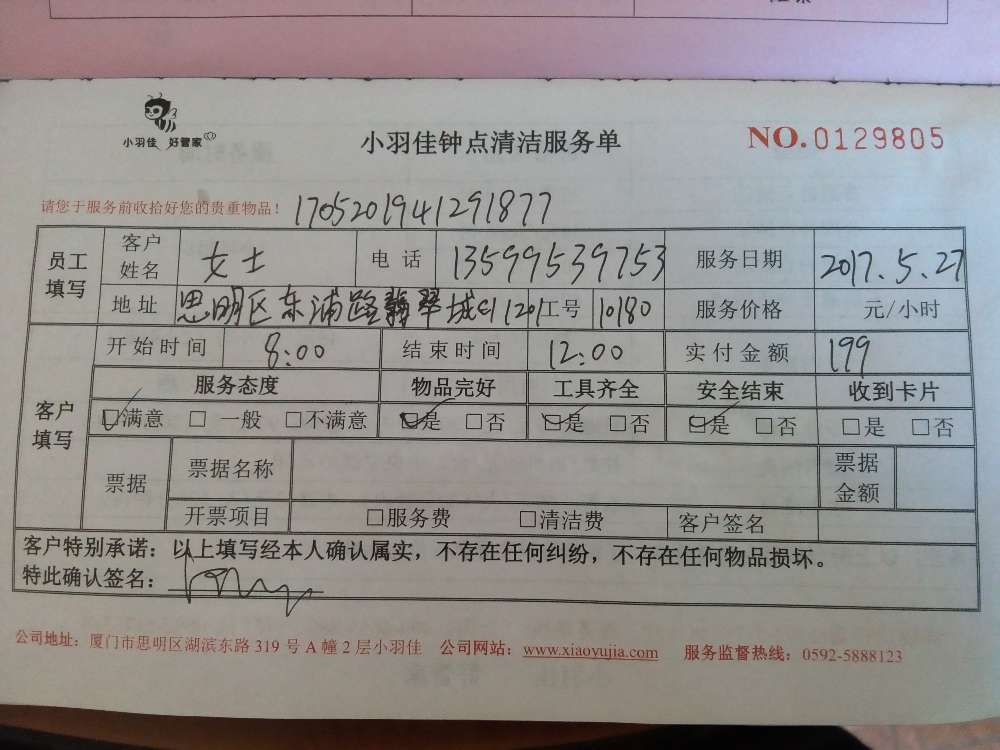 小羽佳 好管家
小羽佳钟点清洁服务单
NO.0129805
请您于服务前收拾好您的贵重物品！ 1705201941291877
员工填写 客户姓名 女士 电话 13599539753 服务日期 2017.5.27
地址 思明区东浦路翡翠城 1201 工号 10180 服务价格 元/小时
客户填写 开始时间 8:00 结束时间 12:00 实付金额 199
服务态度 物品完好 工具齐全 安全结束 收到卡片
☑满意 □一般 □不满意 ☑是 □否 ☑是 □否 ☑是 □否 □是 □否
票据 票据名称 票据金额
开票项目 □服务费 □清洁费 客户签名
客户特别承诺：以上填写经本人确认属实，不存在任何纠纷，不存在任何物品损坏。
特此确认签名：
公司地址：厦门市思明区湖滨东路 319 号 A 幢 2 层小羽佳 公司网站：www.xiaoyujia.com 服务监督热线：0592-5888123